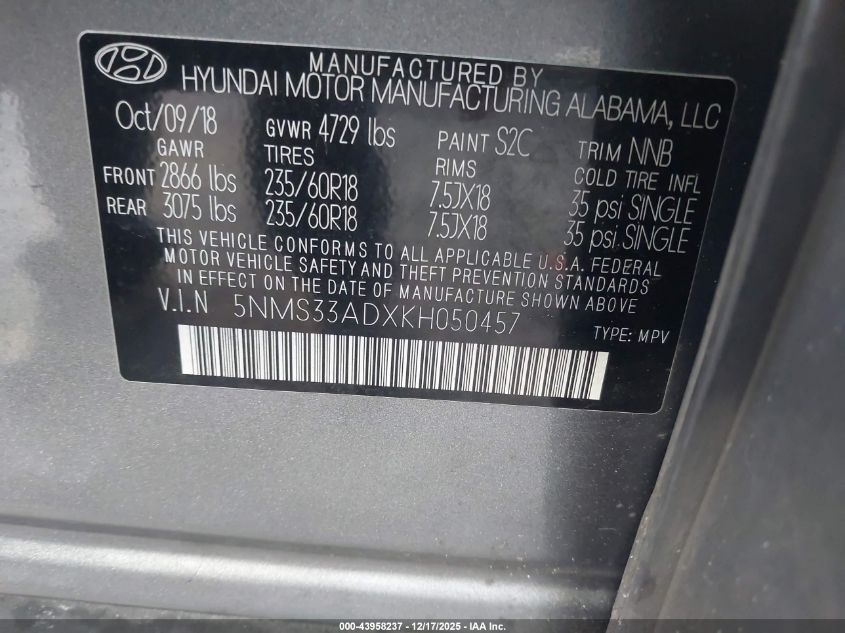 MANUFACTURED BY
HYUNDAI MOTOR MANUFACTURING ALABAMA, LLC
Oct/09/18 GVWR 4729 lbs PAINT S2C TRIM NNB
GAWR TIRES RIMS COLD TIRE INFL
FRONT 2866 lbs 235/60R18 7.5JX18 35 psi SINGLE
REAR 3075 lbs 235/60R18 7.5JX18 35 psi. SINGLE
THIS VEHICLE CONFORMS TO ALL APPLICABLE U.S.A. FEDERAL
MOTOR VEHICLE SAFETY AND THEFT PREVENTION STANDARDS
IN EFFECT ON THE DATE OF MANUFACTURE SHOWN ABOVE
V.I.N 5NMS33ADXKH050457
TYPE: MPV
000-43958237 - 12/17/2025 - IAA Inc.